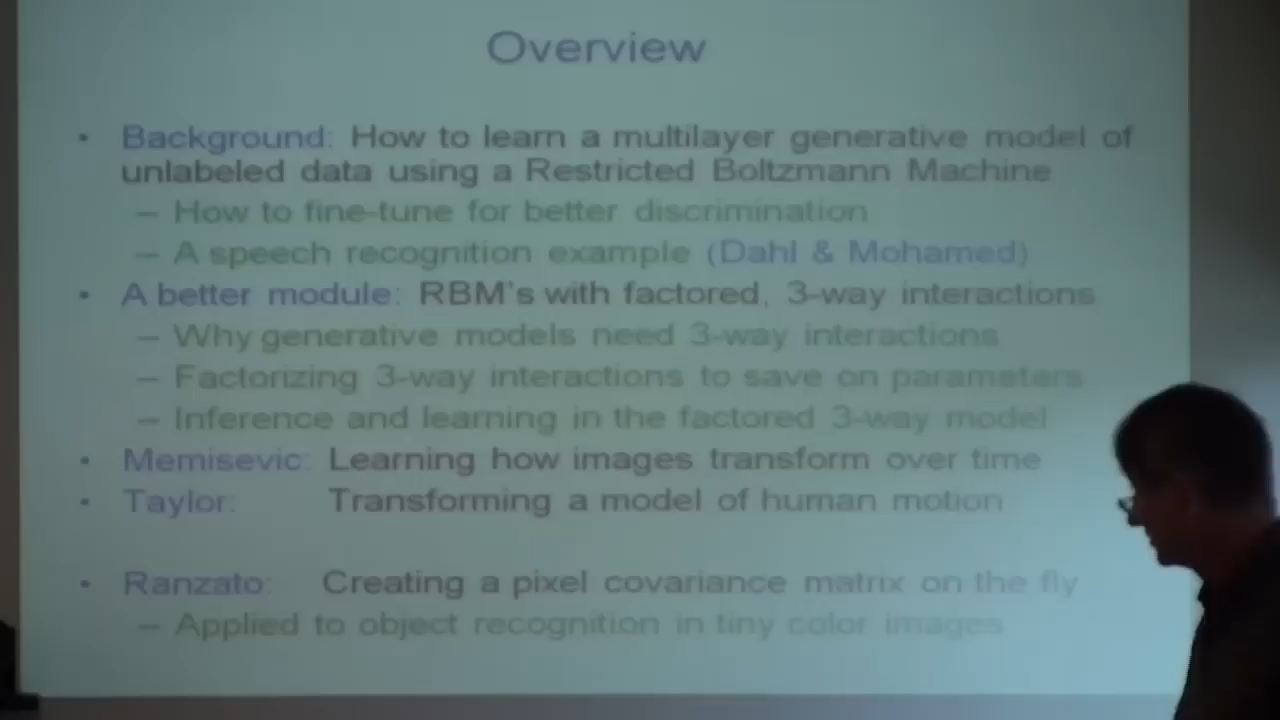 Overview
• Background: How to learn a multilayer generative model of
unlabeled data using a Restricted Boltzmann Machine
– How to fine-tune for better discrimination
– A speech recognition example (Dahl & Mohamed)
• A better module: RBM's with factored, 3-way interactions
– Why generative models need 3-way interactions
– Factorizing 3-way interactions to save on parameters
– Inference and learning in the factored 3-way model
• Memisevic: Learning how images transform over time
• Taylor: Transforming a model of human motion
• Ranzato: Creating a pixel covariance matrix on the fly
– Applied to object recognition in tiny color images